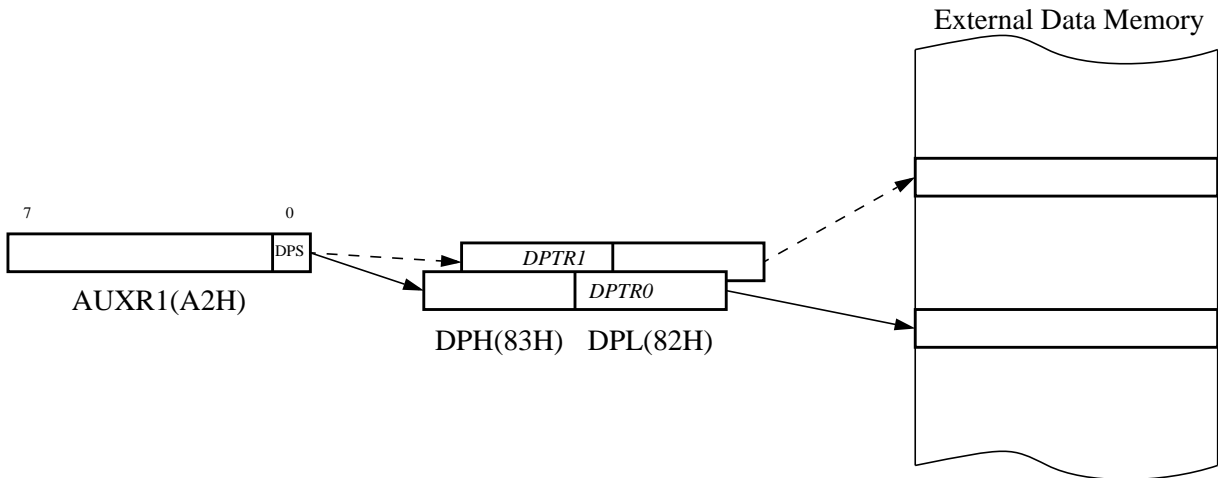 External Data Memory
7 0
DPS
DPTR1
DPTR0
AUXR1(A2H)
DPH(83H) DPL(82H)